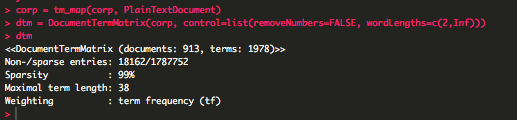 > corp = tm_map(corp, PlainTextDocument)
> dtm = DocumentTermMatrix(corp, control=list(removeNumbers=FALSE, wordLengths=c(2,Inf)))
> dtm
<<DocumentTermMatrix (documents: 913, terms: 1978)>>
Non-/sparse entries: 18162/1787752
Sparsity           : 99%
Maximal term length: 38
Weighting          : term frequency (tf)
>